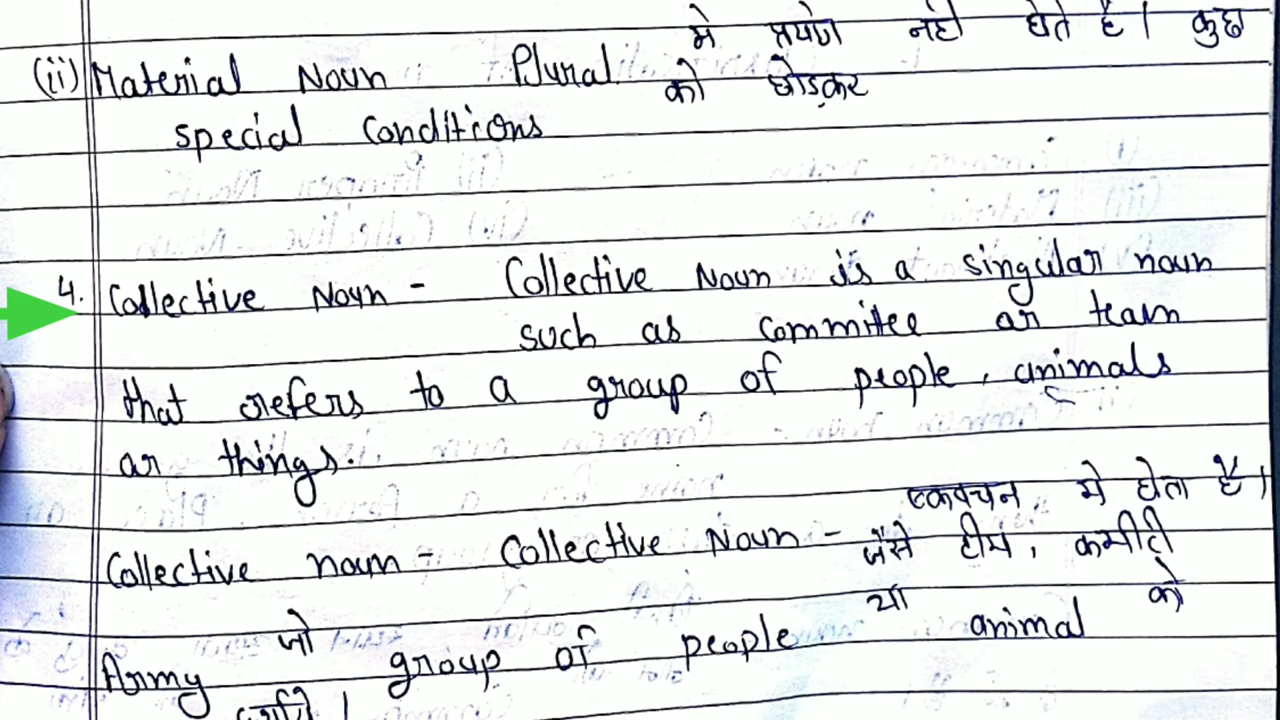 (ii) Material Noun Plural में प्रयोग नही होते है। कुछ
को छोड़कर
special conditions
4. Collective Noun - Collective Noun is a singular noun
such as commitee or team
that refers to a group of people, animals
or things.
Collective noun - Collective Noun - एकवचन में होता है।
जैसे टीम, कमीटी
Army जो group of people या animal को
दर्शाये।